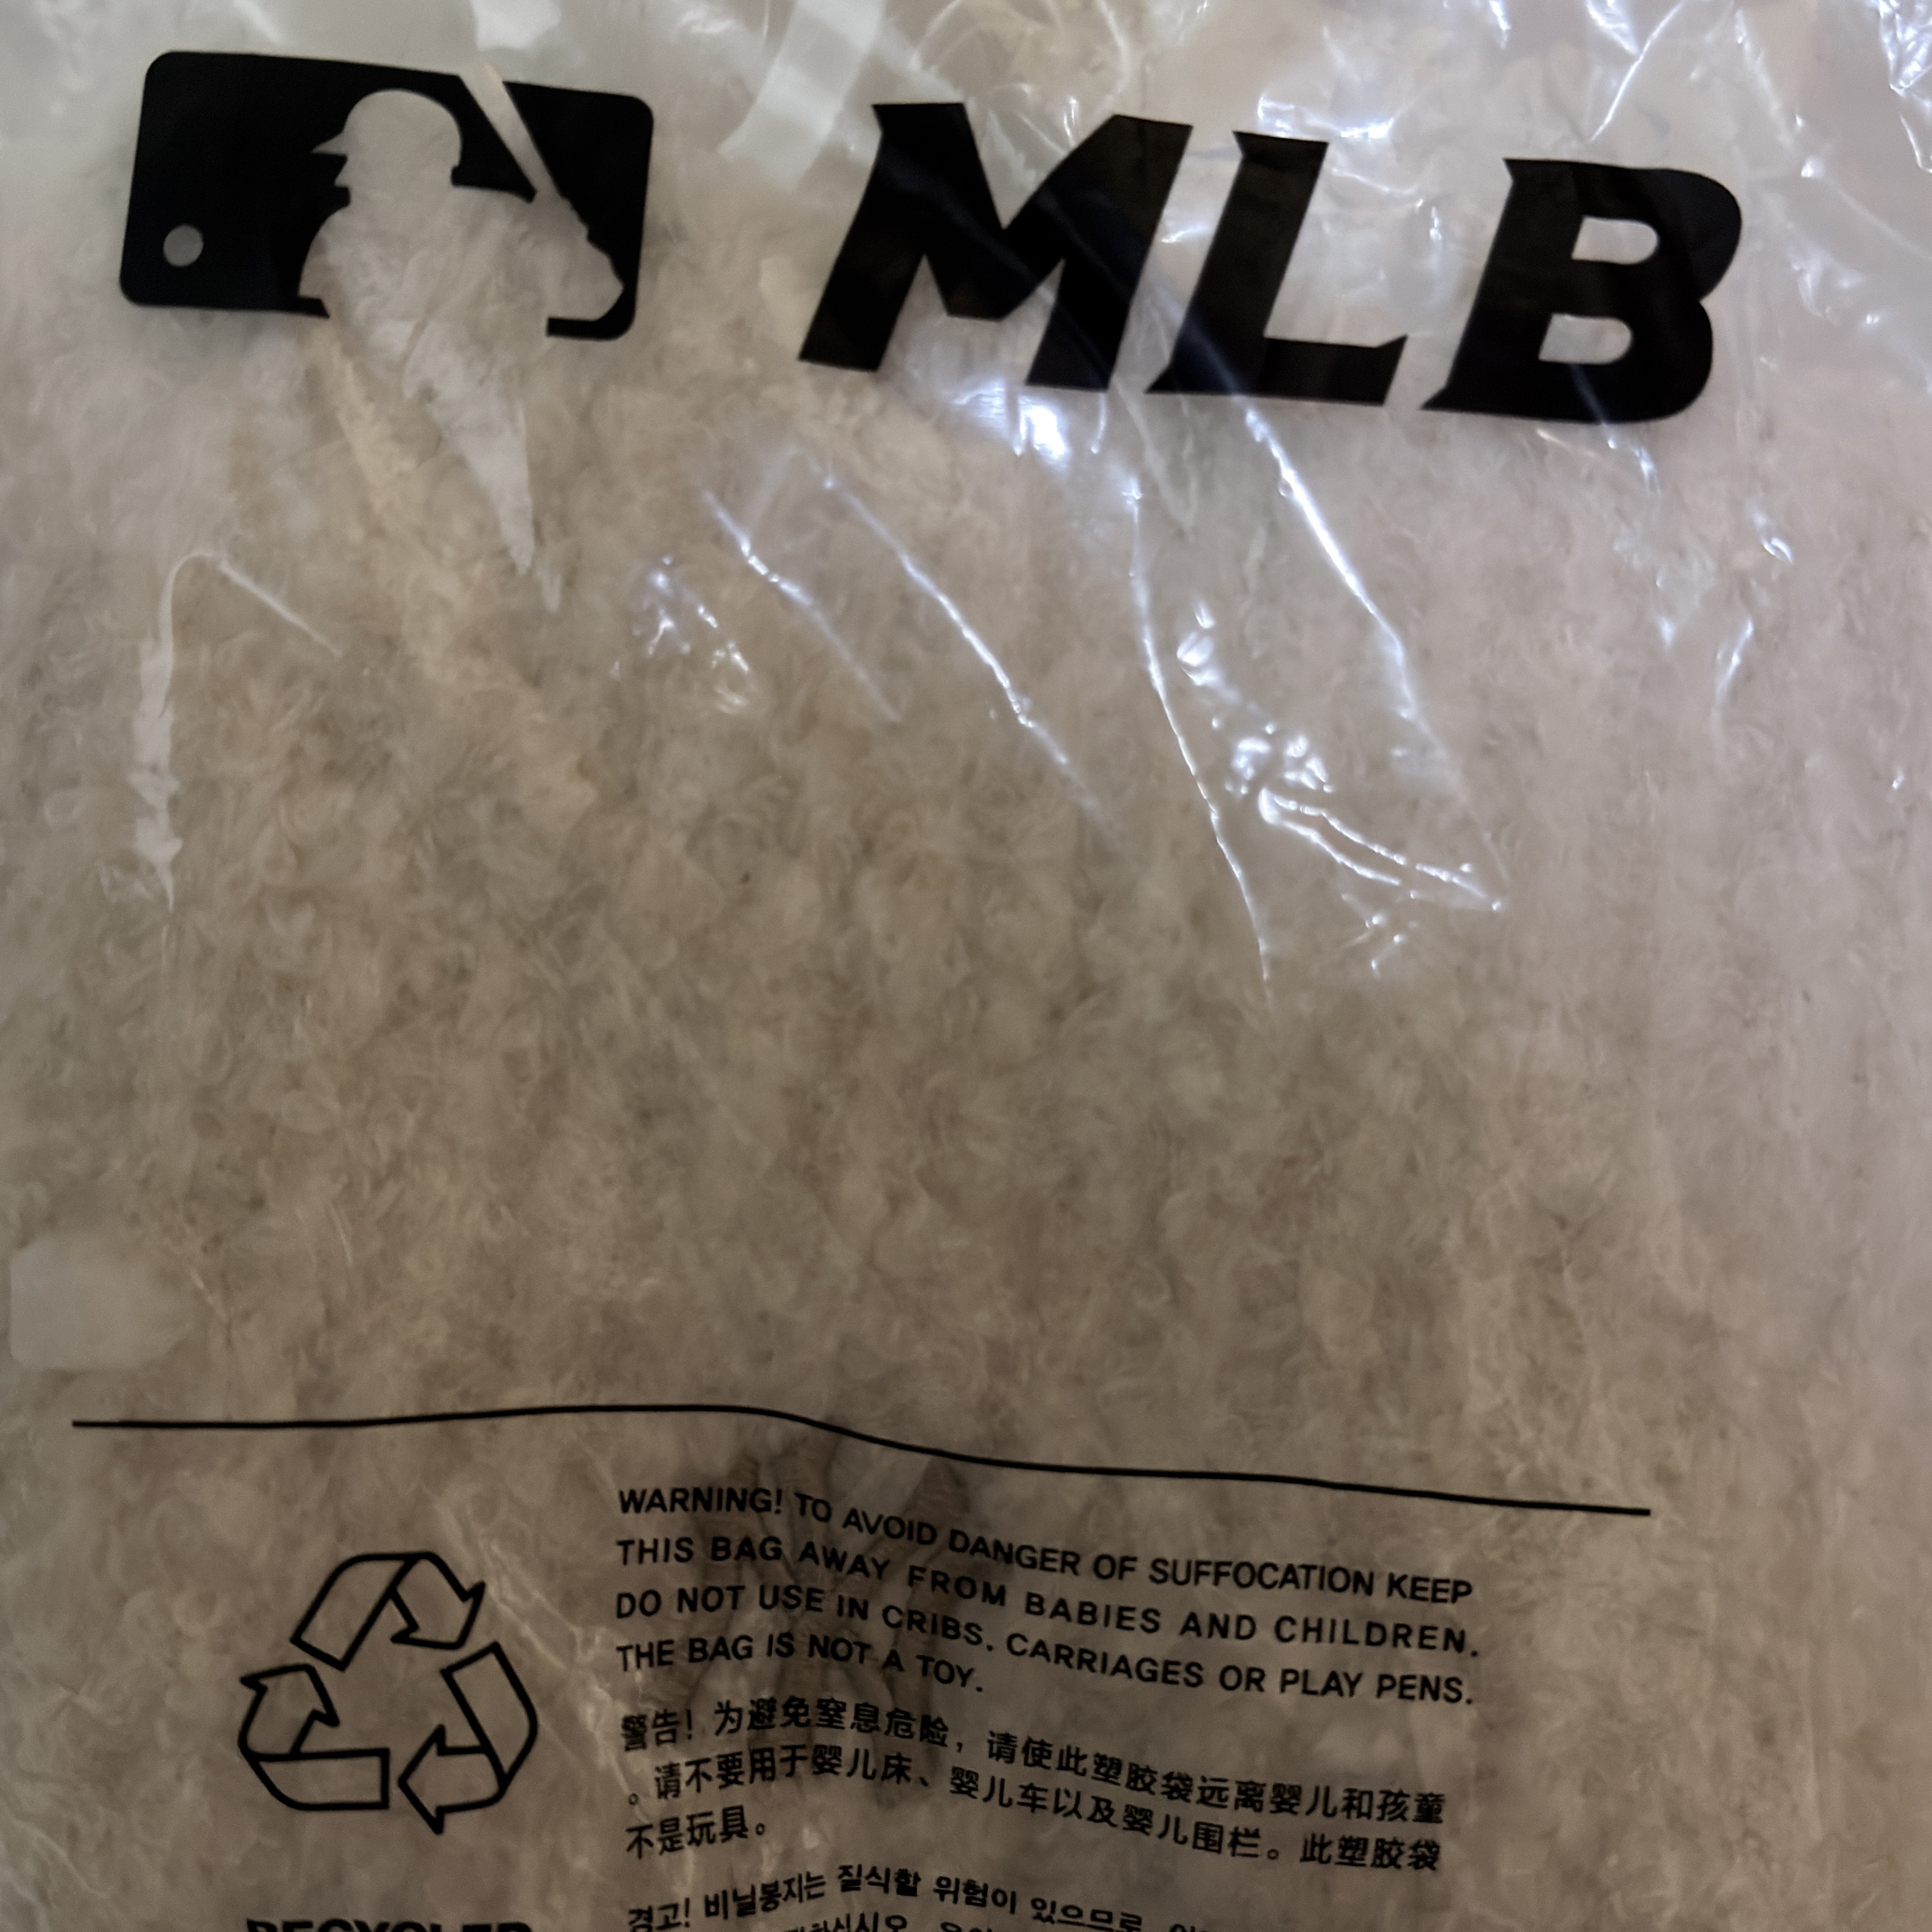 MLB
WARNING! TO AVOID DANGER OF SUFFOCATION KEEP
THIS BAG AWAY FROM BABIES AND CHILDREN.
DO NOT USE IN CRIBS. CARRIAGES OR PLAY PENS.
THE BAG IS NOT A TOY.
警告！为避免窒息危险，请使此塑胶袋远离婴儿和孩童
。请不要用于婴儿床、婴儿车以及婴儿围栏。此塑胶袋
不是玩具。
경고! 비닐봉지는 질식할 위험이 있으므로,